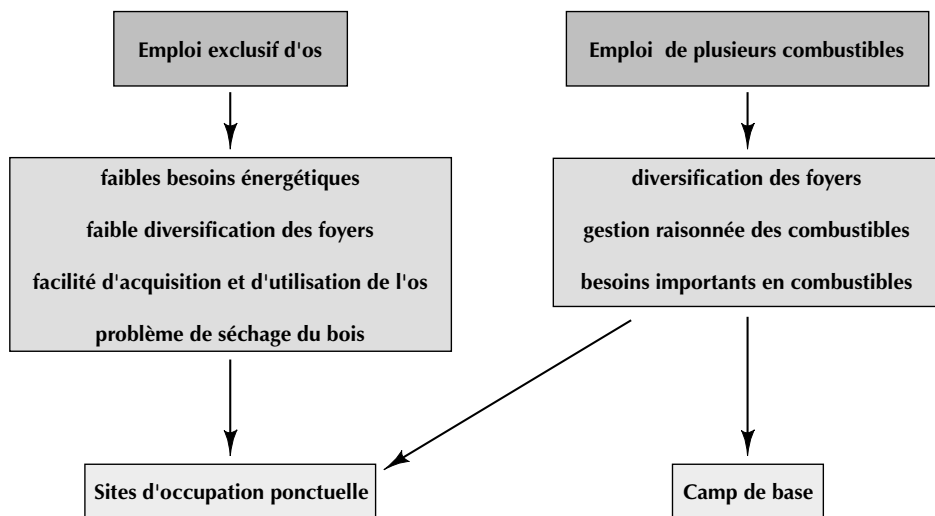 Emploi exclusif d'os
Emploi de plusieurs combustibles
faibles besoins énergétiques
faible diversification des foyers
facilité d'acquisition et d'utilisation de l'os
problème de séchage du bois
diversification des foyers
gestion raisonnée des combustibles
besoins importants en combustibles
Sites d'occupation ponctuelle
Camp de base